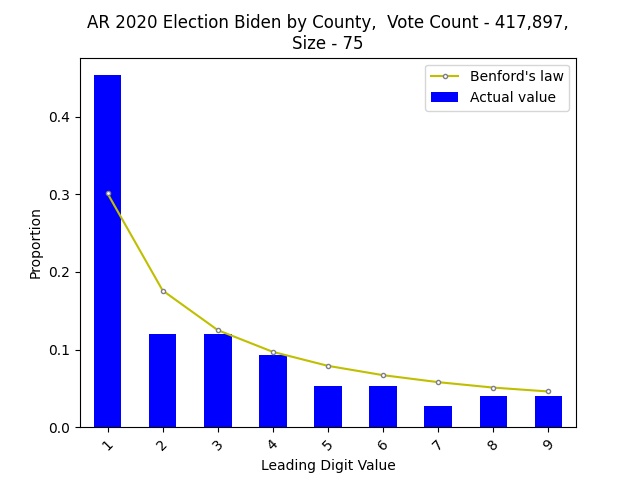 AR 2020 Election Biden by County,  Vote Count - 417,897,
Size - 75
Benford's law
Actual value
Proportion
0.4
0.3
0.2
0.1
0.0
1 2 3 4 5 6 7 8 9
Leading Digit Value